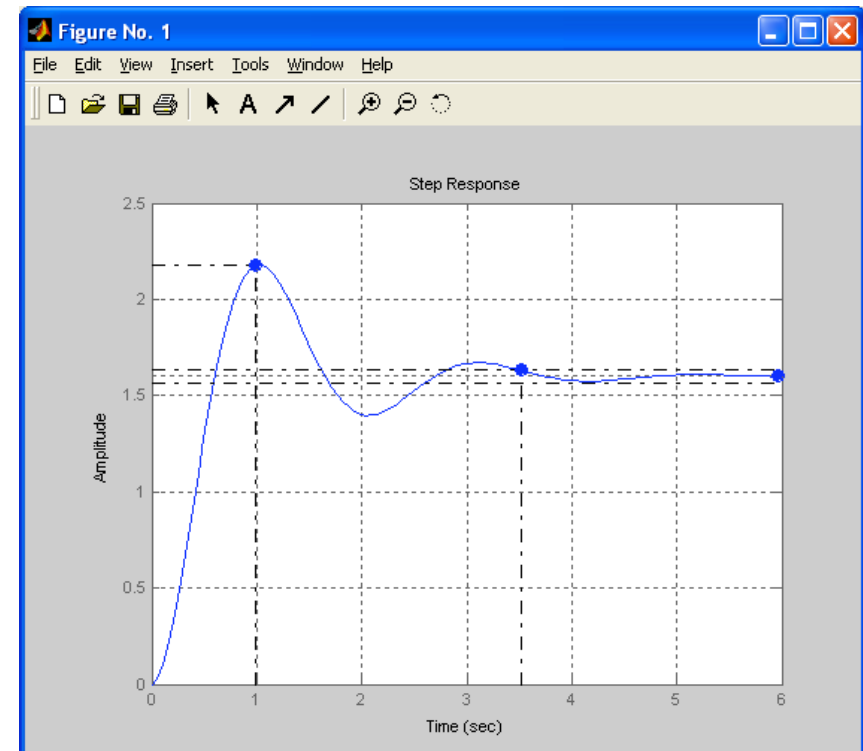 Figure No. 1
File Edit View Insert Tools Window Help
A
Step Response
2.5
2
1.5
1
0.5
0
Amplitude
0 1 2 3 4 5 6
Time (sec)